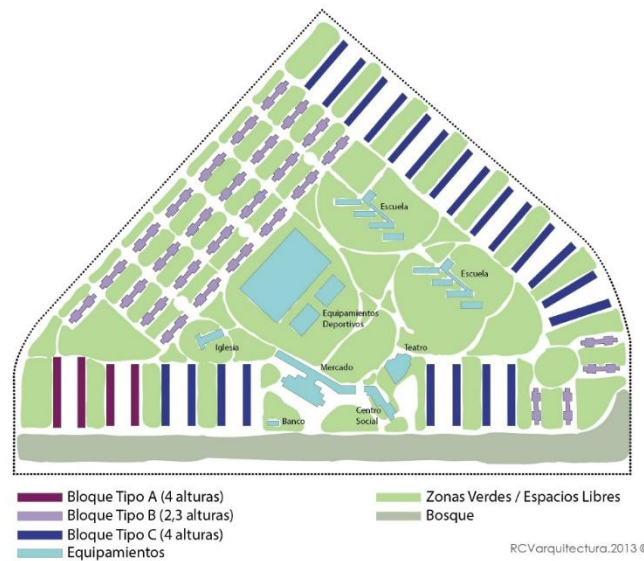 Escuela
Escuela
Equipamientos
Deportivos
Iglesia
Mercado
Teatro
Banco
Centro
Social
Bloque Tipo A (4 alturas)
Bloque Tipo B (2,3 alturas)
Bloque Tipo C (4 alturas)
Equipamientos
Zonas Verdes / Espacios Libres
Bosque
RCVarquitectura.2013 ©